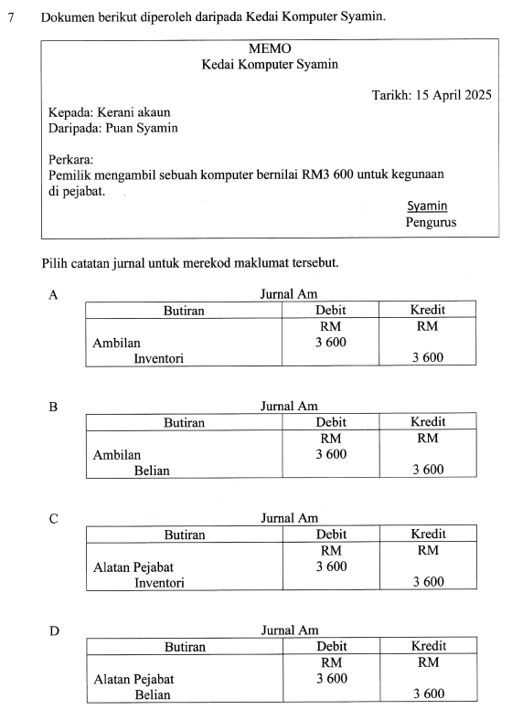 7 Dokumen berikut diperoleh daripada Kedai Komputer Syamin.
MEMO
Kedai Komputer Syamin
Tarikh: 15 April 2025
Kepada: Kerani akaun
Daripada: Puan Syamin
Perkara:
Pemilik mengambil sebuah komputer bernilai RM3 600 untuk kegunaan
di pejabat.
Syamin
Pengurus
Pilih catatan jurnal untuk merekod maklumat tersebut.
A Jurnal Am
Butiran Debit Kredit
RM RM
Ambilan 3 600
Inventori 3 600
B Jurnal Am
Butiran Debit Kredit
RM RM
Ambilan 3 600
Belian 3 600
C Jurnal Am
Butiran Debit Kredit
RM RM
Alatan Pejabat 3 600
Inventori 3 600
D Jurnal Am
Butiran Debit Kredit
RM RM
Alatan Pejabat 3 600
Belian 3 600